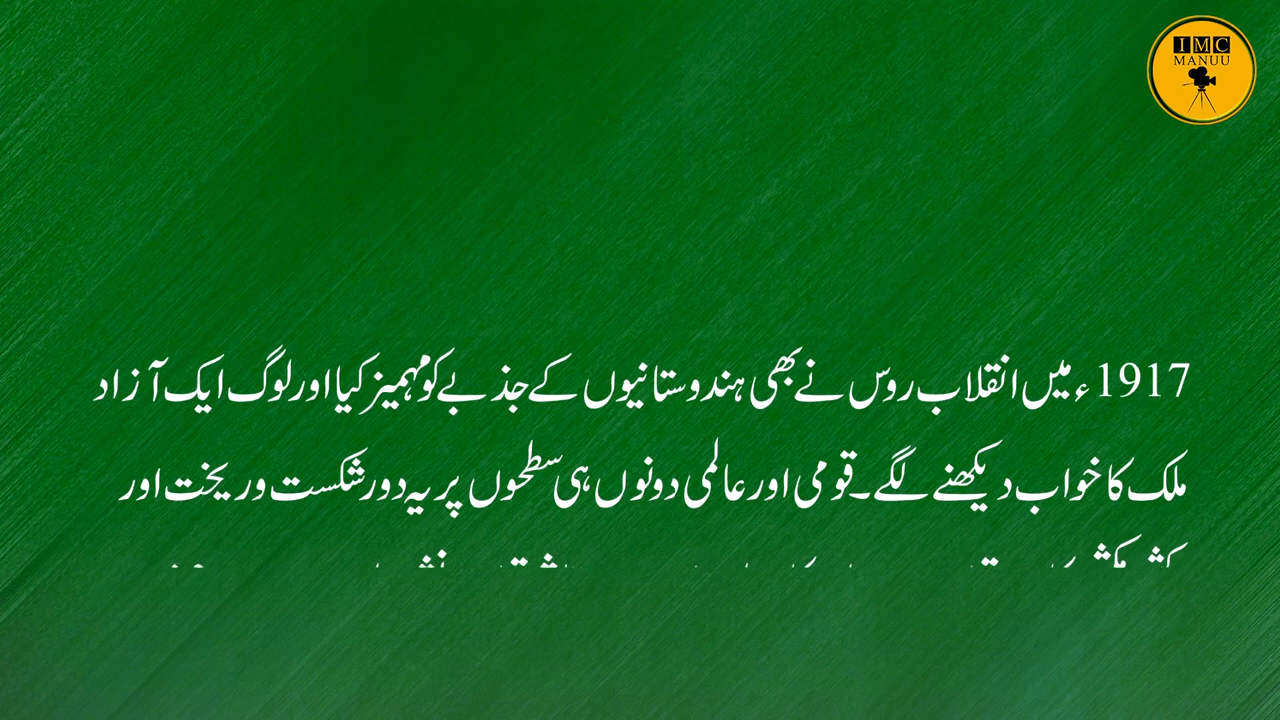 IMC
MANUU
1917ء میں انقلاب روس نے بھی ہندوستانیوں کے جذبے کو مہمیز کیا اور لوگ ایک آزاد
ملک کا خواب دیکھنے لگے۔ قومی اور عالمی دونوں ہی سطحوں پر یہ دور شکست و ریخت اور